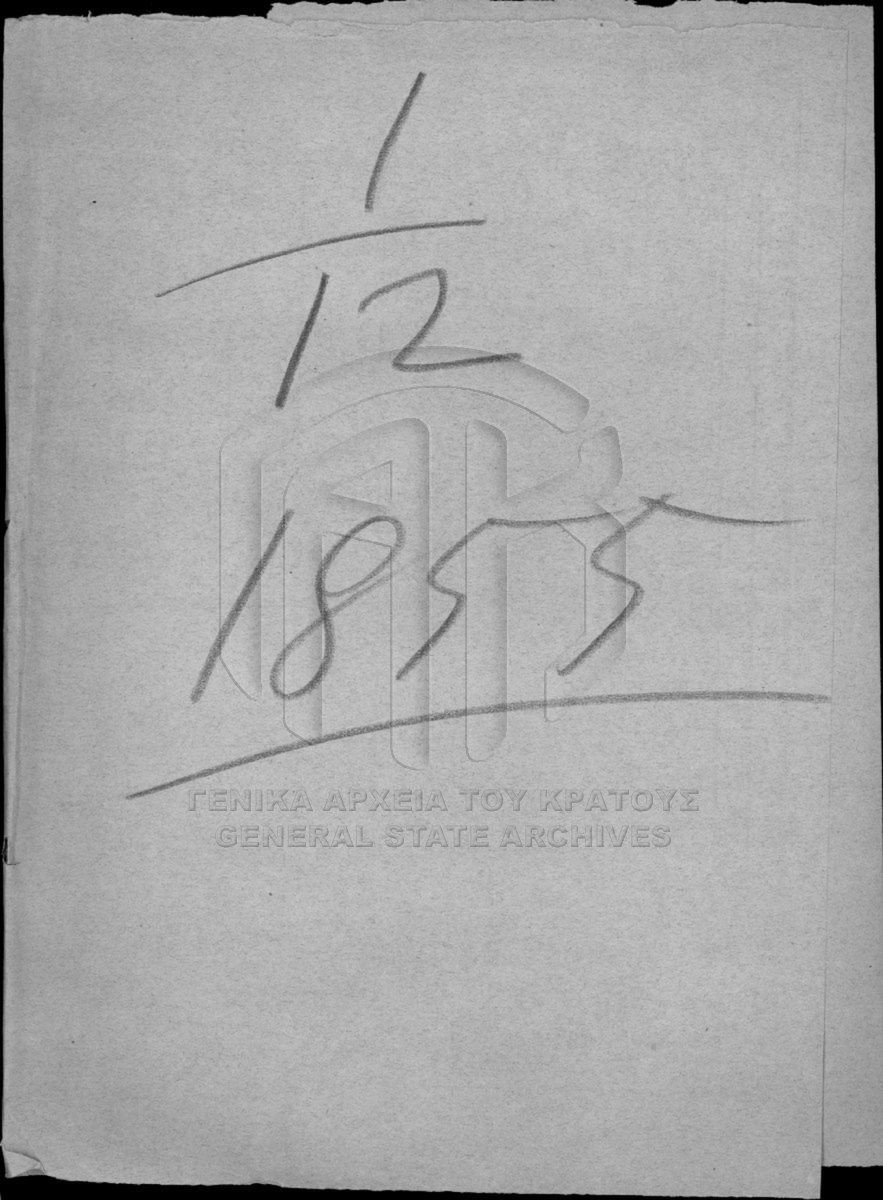 1
12
1855
ΓΕΝΙΚΑ ΑΡΧΕΙΑ ΤΟΥ ΚΡΑΤΟΥΣ
GENERAL STATE ARCHIVES